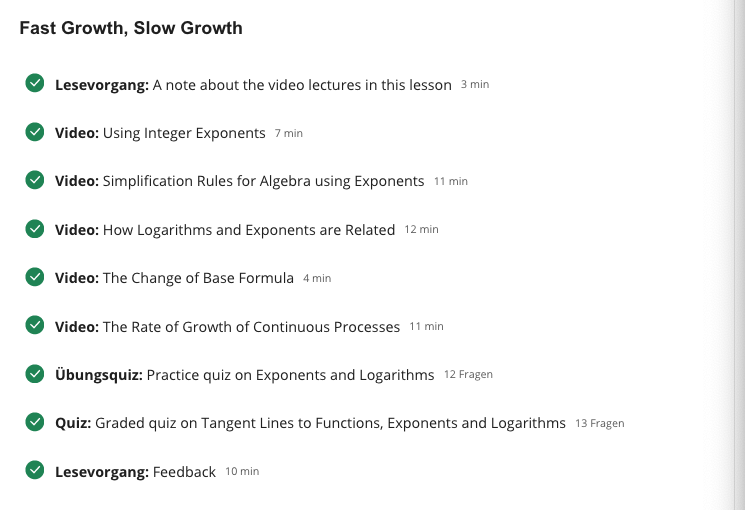 Fast Growth, Slow Growth
Lesevorgang: A note about the video lectures in this lesson 3 min
Video: Using Integer Exponents 7 min
Video: Simplification Rules for Algebra using Exponents 11 min
Video: How Logarithms and Exponents are Related 12 min
Video: The Change of Base Formula 4 min
Video: The Rate of Growth of Continuous Processes 11 min
Übungsquiz: Practice quiz on Exponents and Logarithms 12 Fragen
Quiz: Graded quiz on Tangent Lines to Functions, Exponents and Logarithms 13 Fragen
Lesevorgang: Feedback 10 min